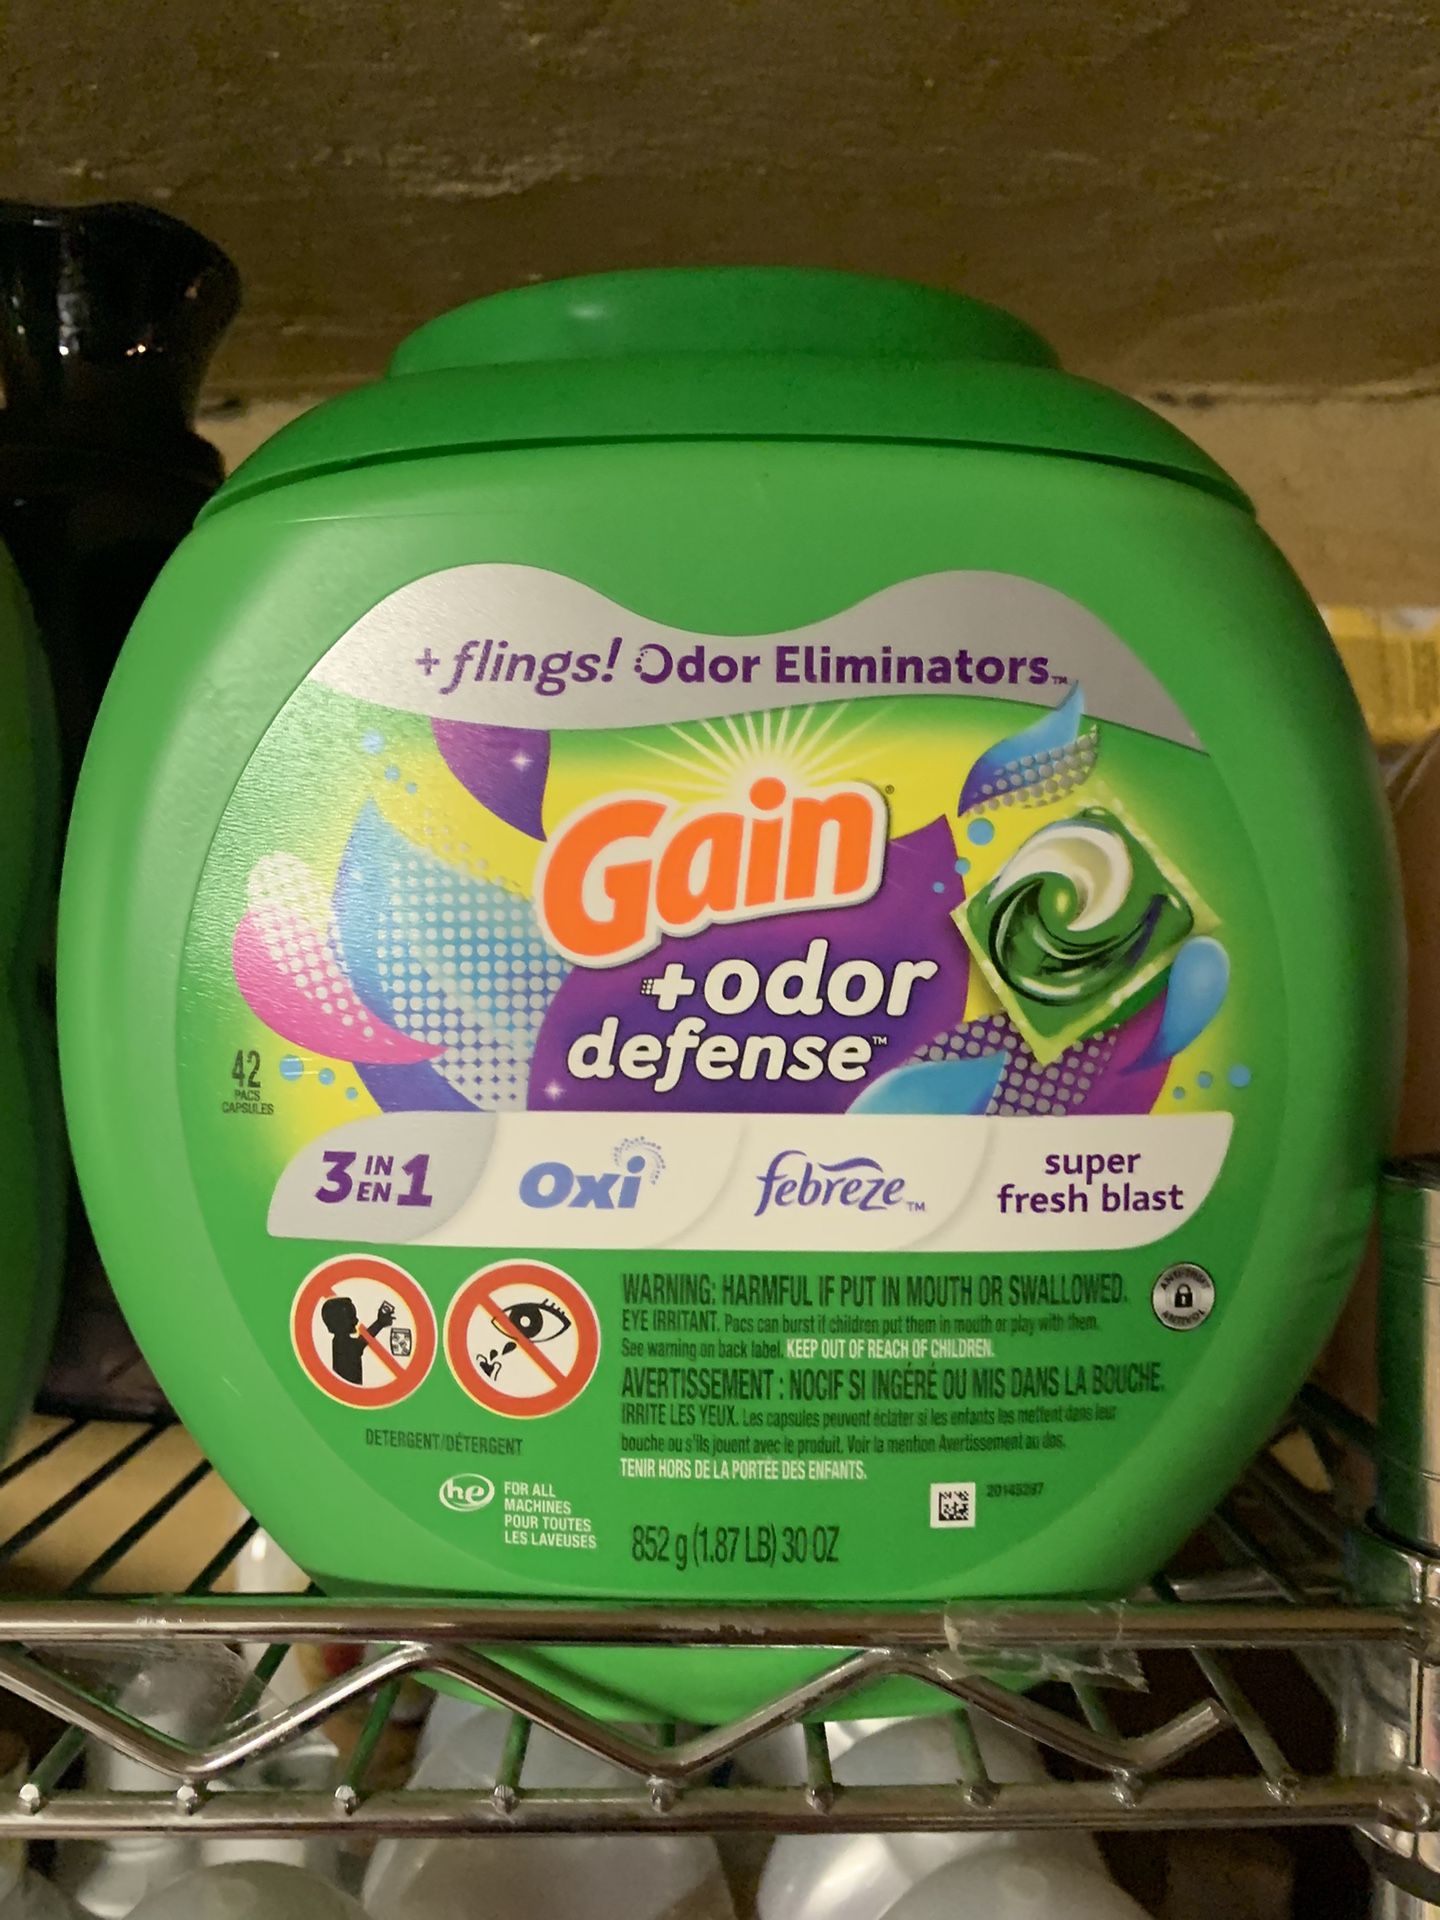 + flings! Odor Eliminators™
Gain®
+odor
defense™
42
PACS
CAPSULES
3 IN EN 1
Oxi
febreze™
super
fresh blast
WARNING: HARMFUL IF PUT IN MOUTH OR SWALLOWED.
EYE IRRITANT. Pacs can burst if children put them in mouth or play with them.
See warning on back label. KEEP OUT OF REACH OF CHILDREN.
AVERTISSEMENT : NOCIF SI INGÉRÉ OU MIS DANS LA BOUCHE.
IRRITE LES YEUX. Les capsules peuvent éclater si les enfants les mettent dans leur
bouche ou s'ils jouent avec le produit. Voir la mention Avertissement au dos.
TENIR HORS DE LA PORTÉE DES ENFANTS.
DETERGENT/DÉTERGENT
he
FOR ALL
MACHINES
POUR TOUTES
LES LAVEUSES
852 g (1.87 LB) 30 OZ